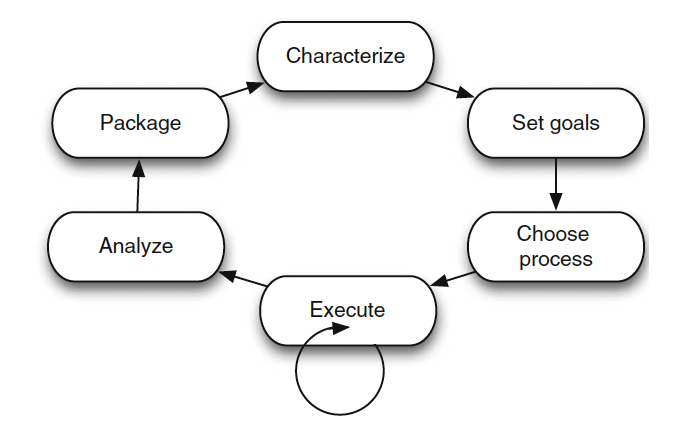 Characterize
Package
Set goals
Analyze
Choose
process
Execute